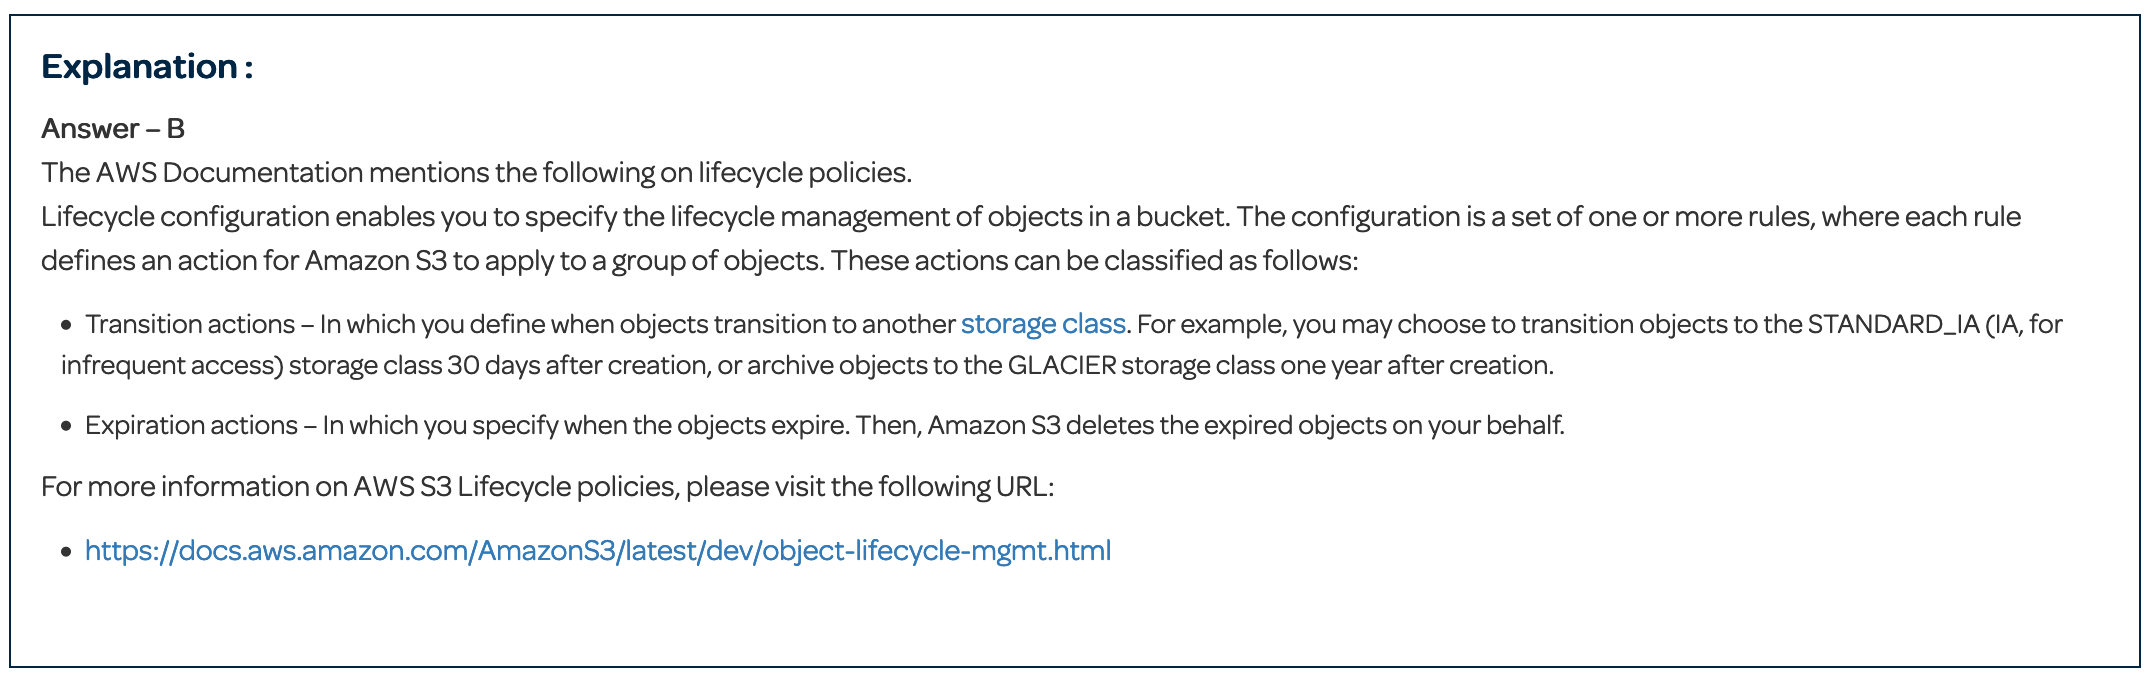 Explanation :
Answer – B
The AWS Documentation mentions the following on lifecycle policies.
Lifecycle configuration enables you to specify the lifecycle management of objects in a bucket. The configuration is a set of one or more rules, where each rule
defines an action for Amazon S3 to apply to a group of objects. These actions can be classified as follows:
• Transition actions – In which you define when objects transition to another storage class. For example, you may choose to transition objects to the STANDARD_IA (IA, for
infrequent access) storage class 30 days after creation, or archive objects to the GLACIER storage class one year after creation.
• Expiration actions – In which you specify when the objects expire. Then, Amazon S3 deletes the expired objects on your behalf.
For more information on AWS S3 Lifecycle policies, please visit the following URL:
• https://docs.aws.amazon.com/AmazonS3/latest/dev/object-lifecycle-mgmt.html